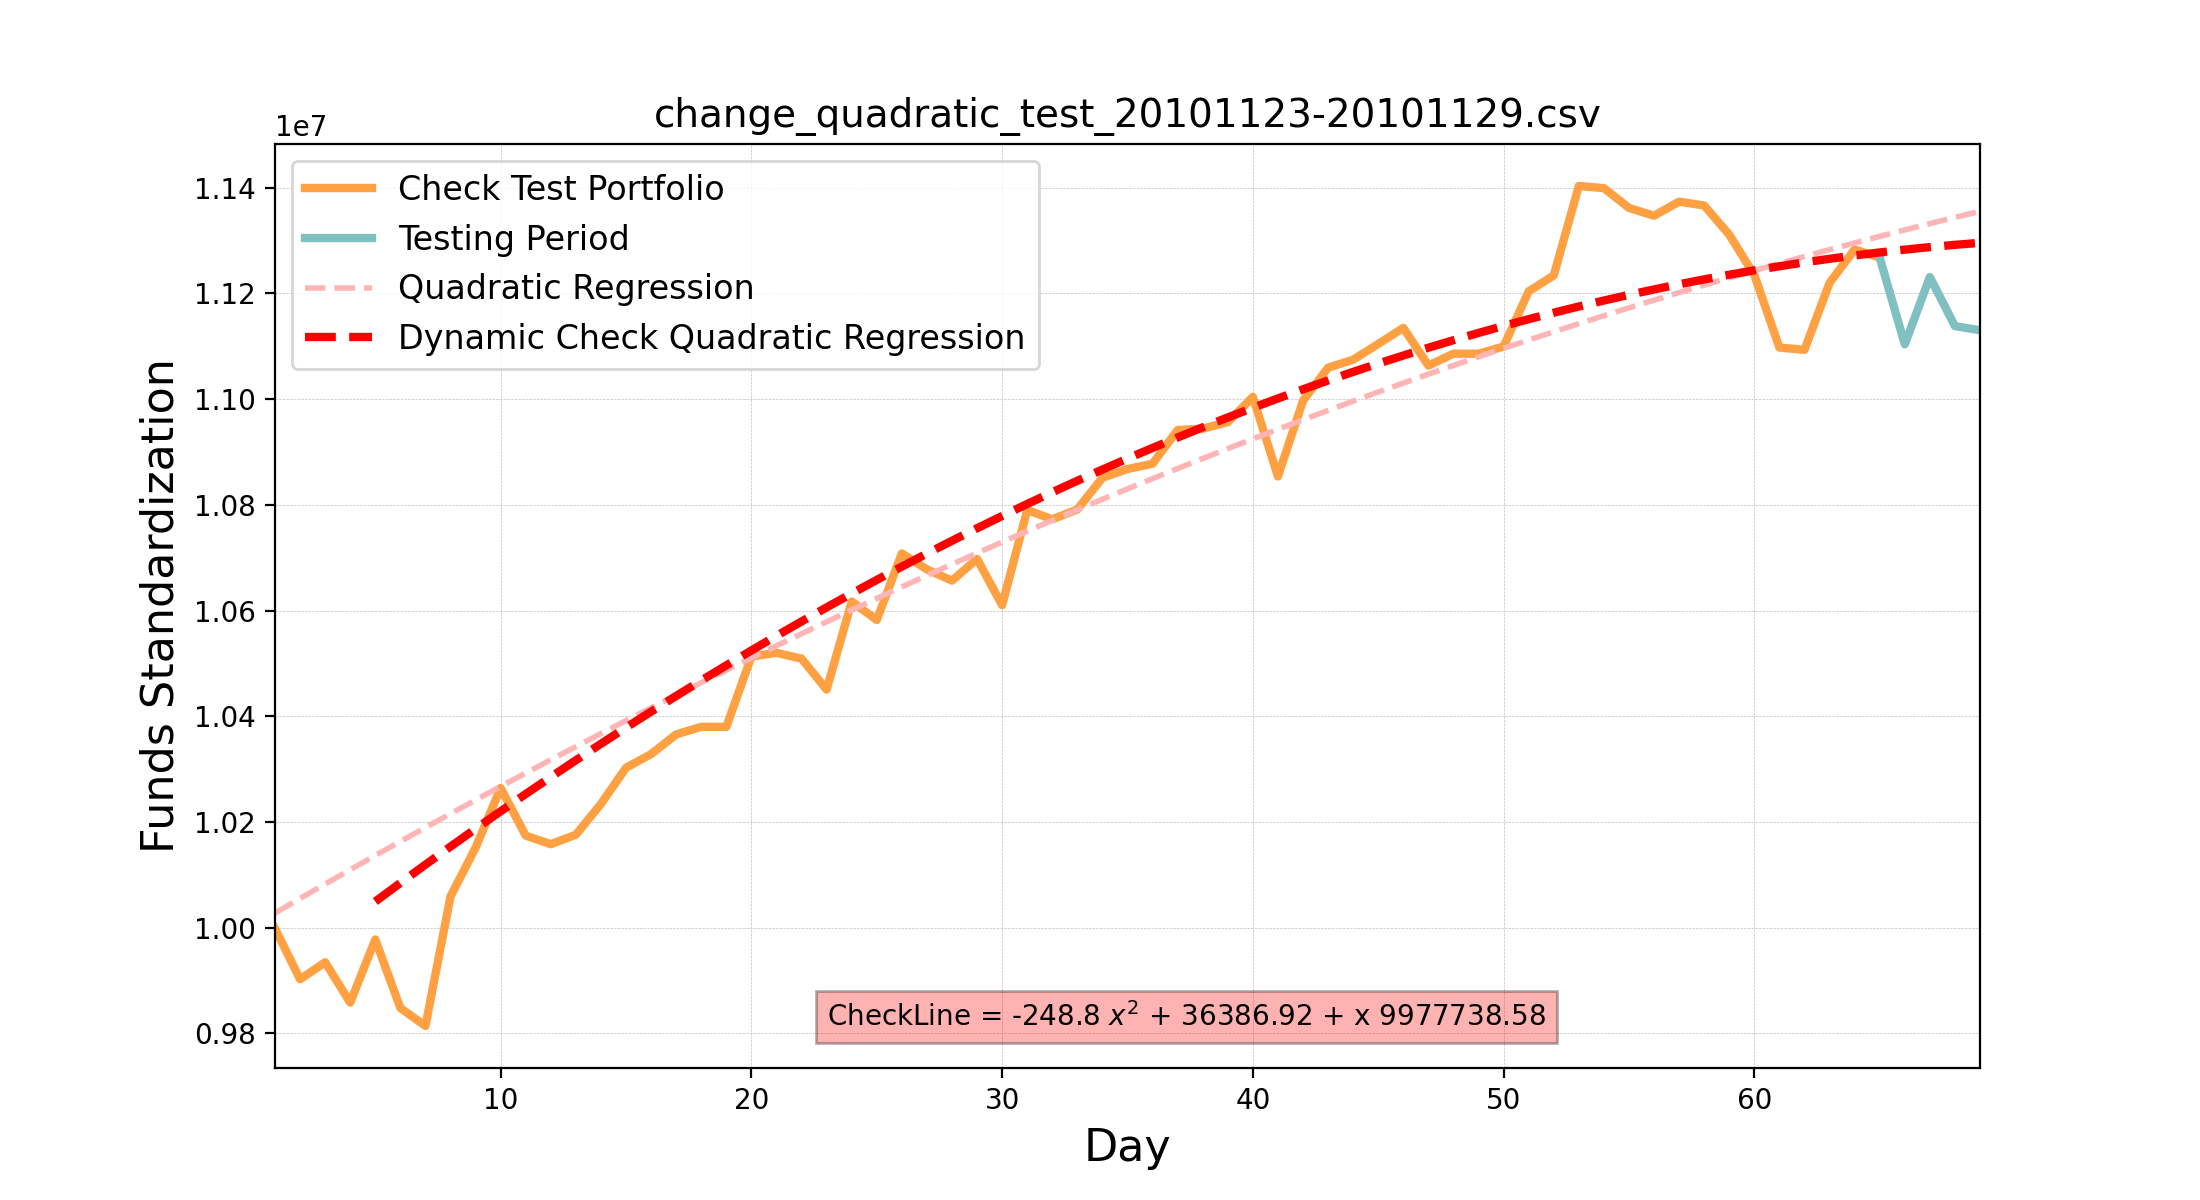 change_quadratic_test_20101123-20101129.csv
1e7
Check Test Portfolio
Testing Period
Quadratic Regression
Dynamic Check Quadratic Regression
1.14
1.12
1.10
1.08
1.06
1.04
1.02
1.00
0.98
Funds Standardization
CheckLine = -248.8 x² + 36386.92 + x 9977738.58
10 20 30 40 50 60
Day